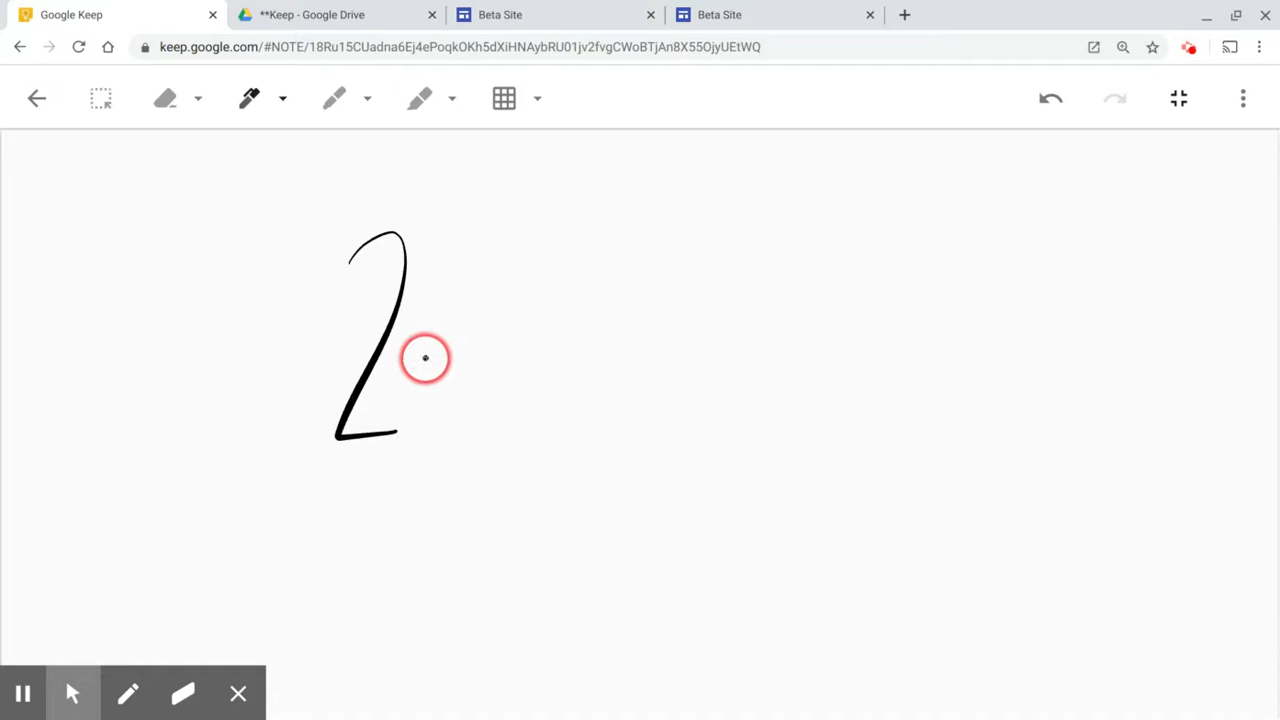 Google Keep
**Keep - Google Drive
Beta Site
Beta Site
keep.google.com/#NOTE/18Ru15CUadna6Ej4ePoqkOKh5dXiHNAybRU01jv2fvgCWoBTjAn8X55OjyUEtWQ
2